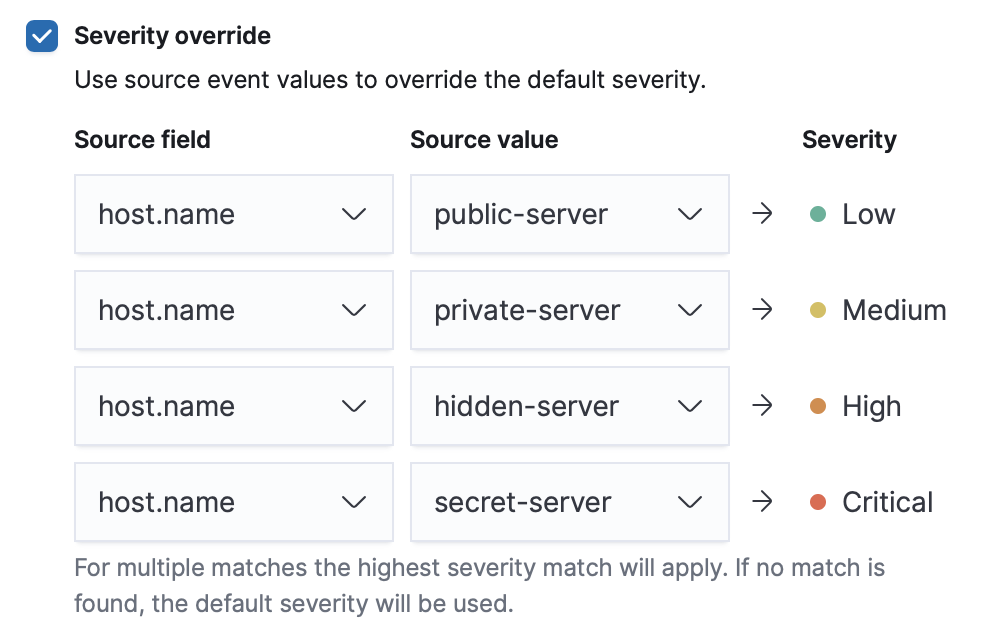 Severity override
Use source event values to override the default severity.
Source field Source value Severity
host.name public-server → Low
host.name private-server → Medium
host.name hidden-server → High
host.name secret-server → Critical
For multiple matches the highest severity match will apply. If no match is
found, the default severity will be used.